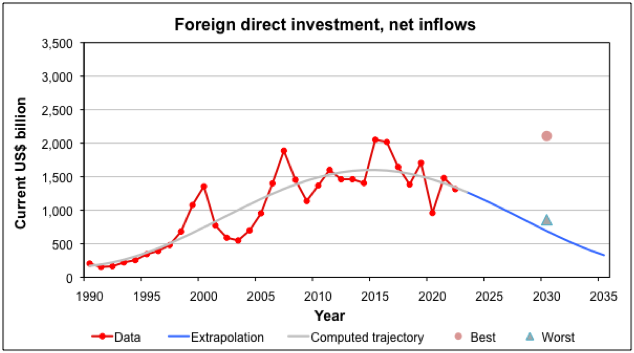 Foreign direct investment, net inflows
Current US$ billion
3,500
3,000
2,500
2,000
1,500
1,000
500
0
1990 1995 2000 2005 2010 2015 2020 2025 2030 2035
Year
Data Extrapolation Computed trajectory Best Worst